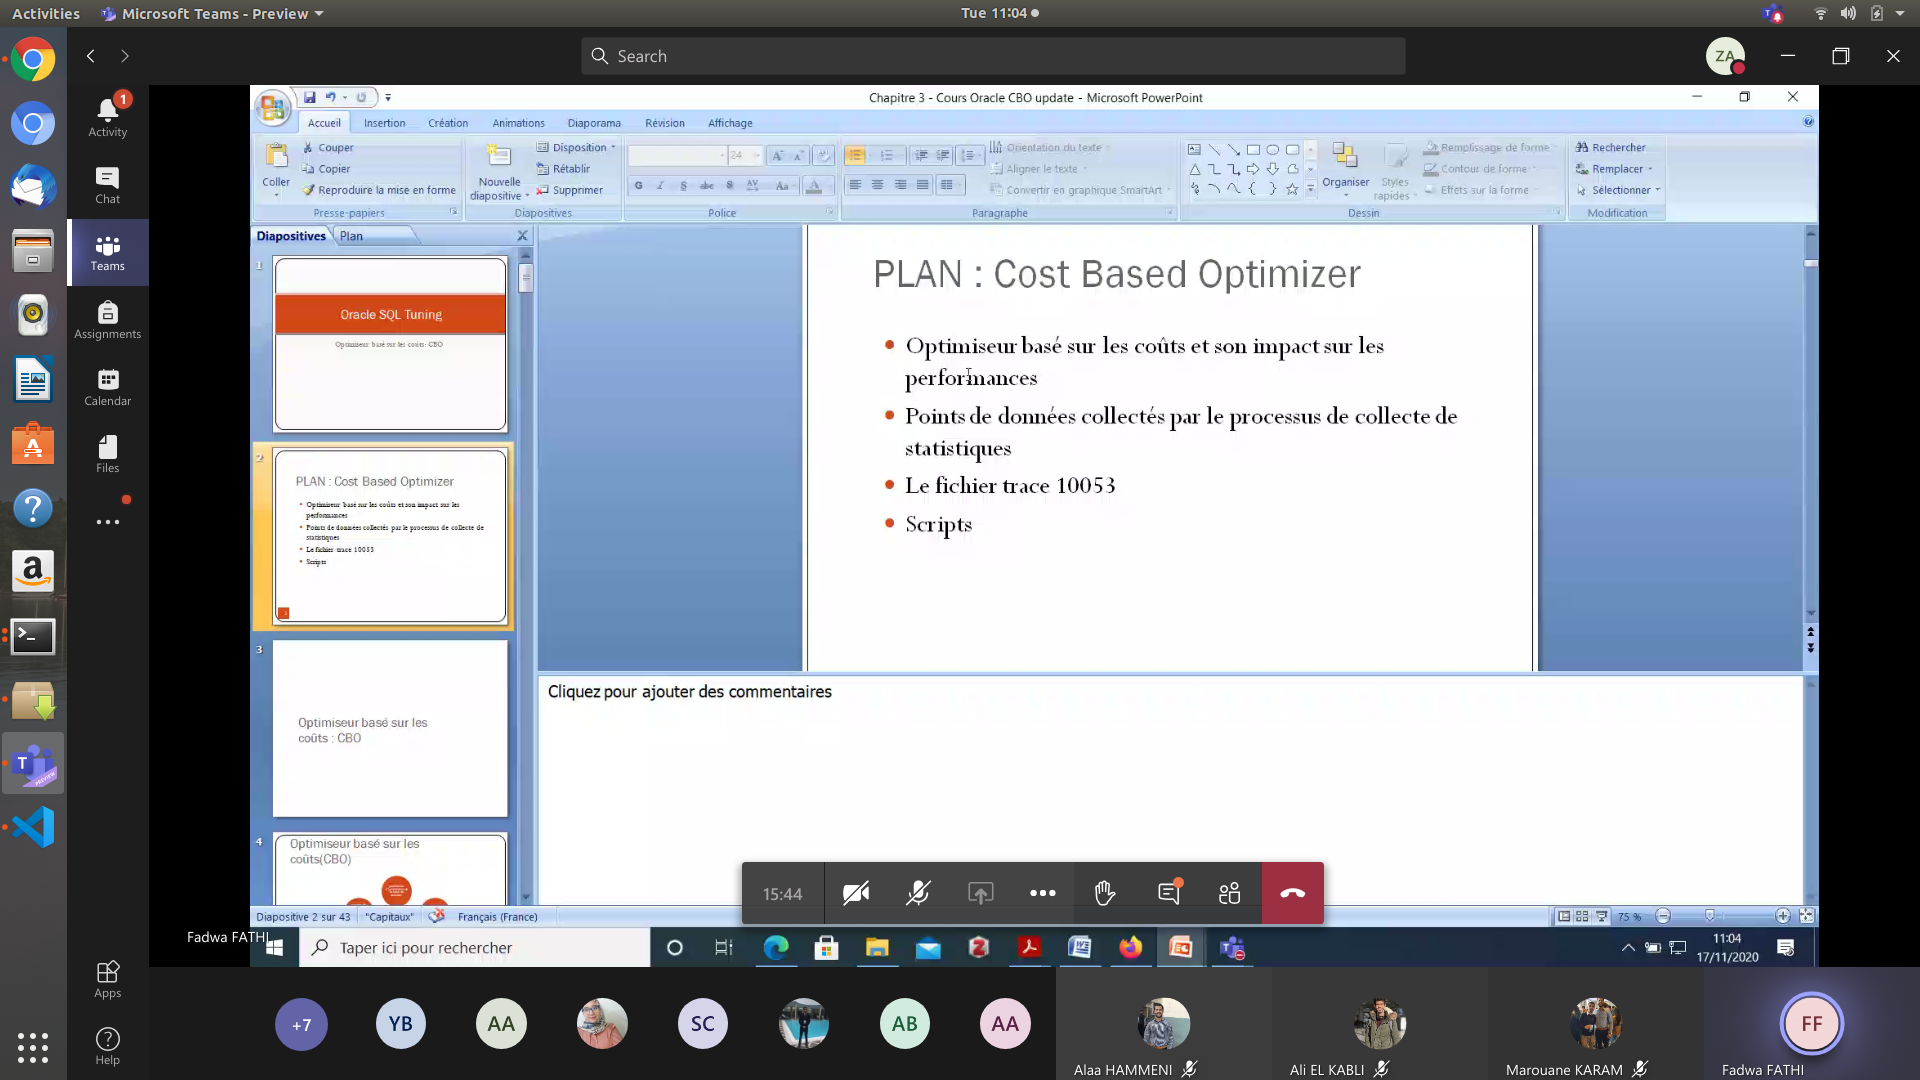 Activities
Microsoft Teams - Preview
Tue 11:04
Search
ZA
1
Activity
Chat
Teams
Assignments
Calendar
Files
Apps
Help
Chapitre 3 - Cours Oracle CBO update - Microsoft PowerPoint
Accueil
Insertion
Création
Animations
Diaporama
Révision
Affichage
Coller
Couper
Copier
Reproduire la mise en forme
Presse-papiers
Nouvelle
diapositive
Disposition
Rétablir
Supprimer
Diapositives
24
Police
Orientation du texte
Aligner le texte
Convertir en graphique SmartArt
Paragraphe
Organiser
Styles
rapides
Remplissage de forme
Contour de forme
Effets sur la forme
Dessin
Rechercher
Remplacer
Sélectionner
Modification
Diapositives
Plan
1
Oracle SQL Tuning
Optimiseur basé sur les coûts: CBO
2
PLAN : Cost Based Optimizer
Optimiseur basé sur les coûts et son impact sur les
performances
Points de données collectés par le processus de collecte de
statistiques
Le fichier trace 10053
Scripts
3
Optimiseur basé sur les
coûts : CBO
4
Optimiseur basé sur les
coûts(CBO)
PLAN : Cost Based Optimizer
Optimiseur basé sur les coûts et son impact sur les
performances
Points de données collectés par le processus de collecte de
statistiques
Le fichier trace 10053
Scripts
Cliquez pour ajouter des commentaires
15:44
Diapositive 2 sur 43
"Capitaux"
Français (France)
75 %
Fadwa FATHI
Taper ici pour rechercher
11:04
17/11/2020
+7
YB
AA
SC
AB
AA
Alaa HAMMENI
Ali EL KABLI
Marouane KARAM
FF
Fadwa FATHI